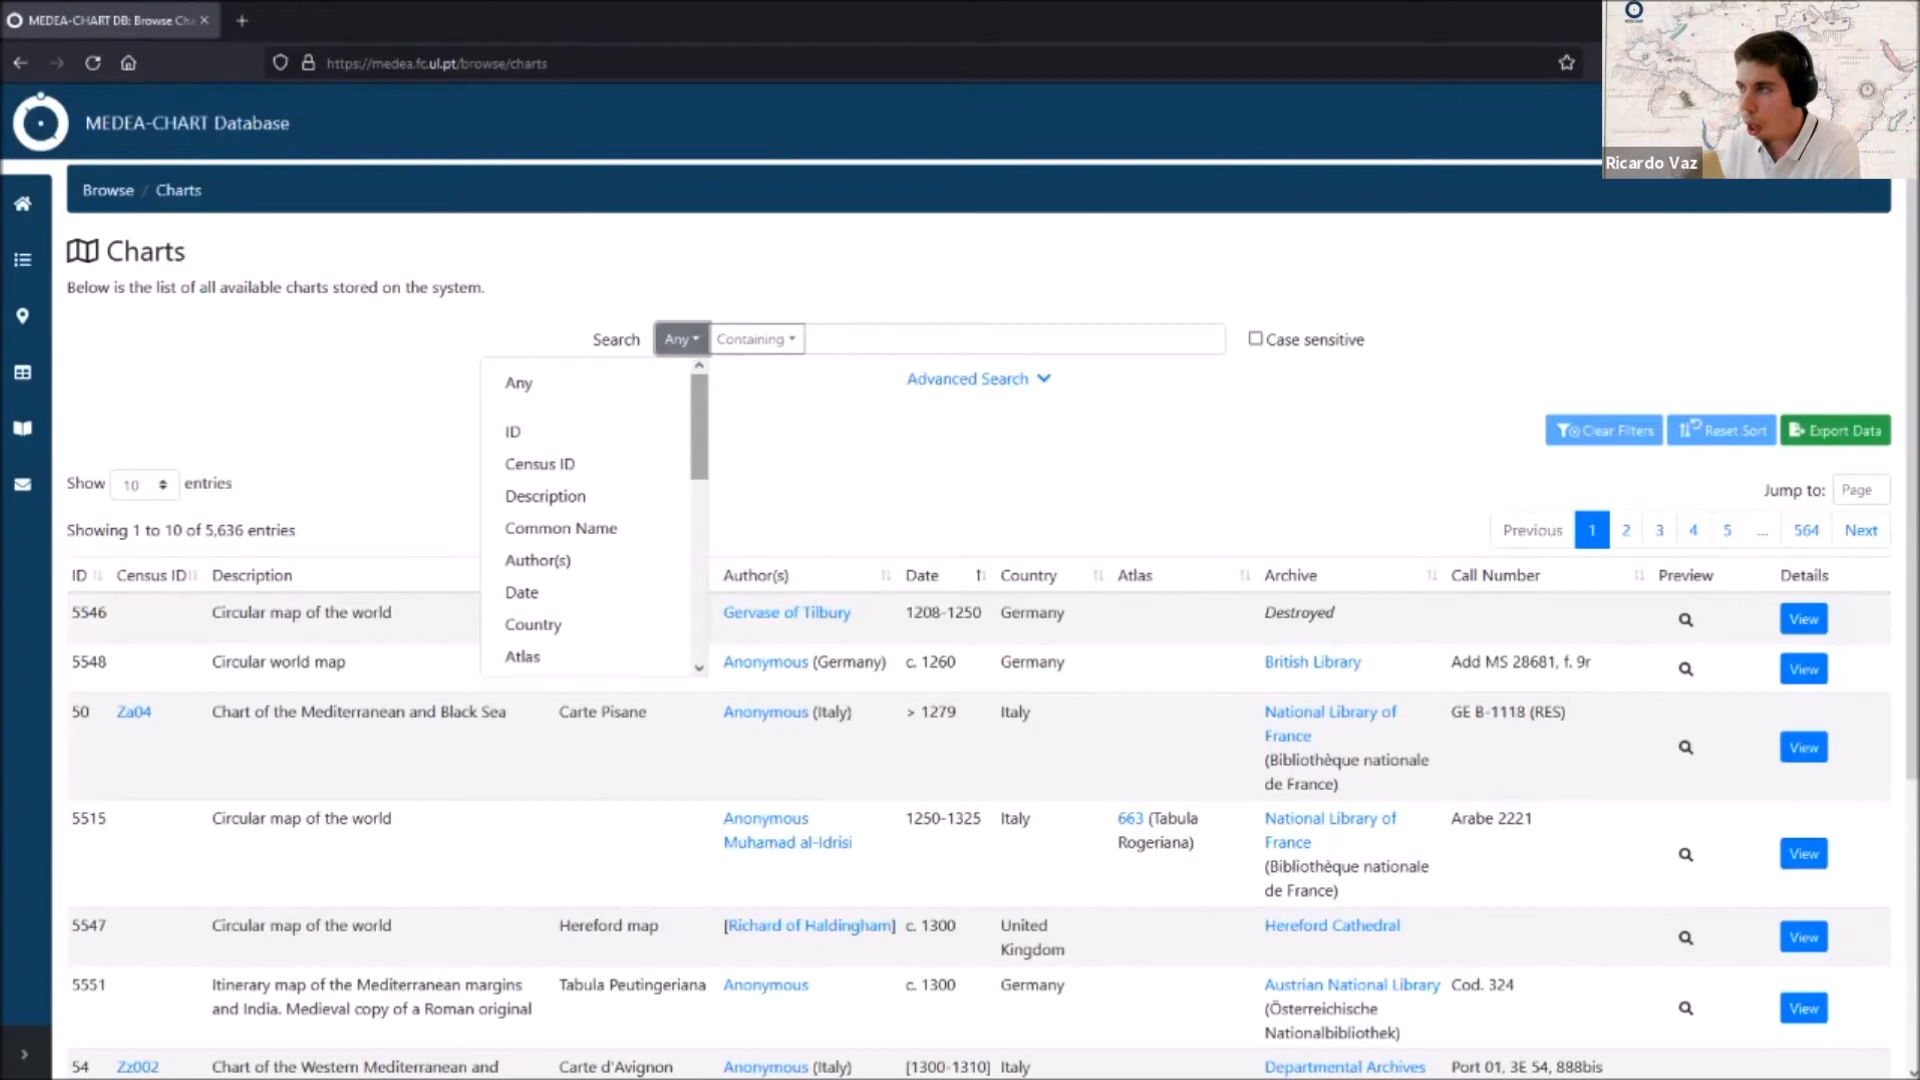 MEDEA-CHART DB: Browse Ch
https://medea.fc.ul.pt/browse/charts
MEDEA-CHART Database
Ricardo Vaz
Browse / Charts
Charts
Below is the list of all available charts stored on the system.
Search Any Containing Case sensitive
Advanced Search
Any
ID
Census ID
Description
Common Name
Author(s)
Date
Country
Atlas
Clear Filters Reset Sort Export Data
Show 10 entries
Jump to: Page
Showing 1 to 10 of 5,636 entries
Previous 1 2 3 4 5 ... 564 Next
ID Census ID Description Author(s) Date Country Atlas Archive Call Number Preview Details
5546 Circular map of the world Gervase of Tilbury 1208-1250 Germany Destroyed View
5548 Circular world map Anonymous (Germany) c. 1260 Germany British Library Add MS 28681, f. 9r View
50 Za04 Chart of the Mediterranean and Black Sea Carte Pisane Anonymous (Italy) > 1279 Italy National Library of GE B-1118 (RES)
France
View
(Bibliothèque nationale
de France)
5515 Circular map of the world Anonymous 1250-1325 Italy 663 (Tabula National Library of Arabe 2221
Muhamad al-Idrisi Rogeriana) France
View
(Bibliothèque nationale
de France)
5547 Circular map of the world Hereford map [Richard of Haldingham] c. 1300 United Hereford Cathedral
Kingdom View
5551 Itinerary map of the Mediterranean margins Tabula Peutingeriana Anonymous c. 1300 Germany Austrian National Library Cod. 324
and India. Medieval copy of a Roman original (Österreichische View
Nationalbibliothek)
54 Zz002 Chart of the Western Mediterranean and Carte d'Avignon Anonymous (Italy) [1300-1310] Italy Departmental Archives Port 01, 3E 54, 888bis